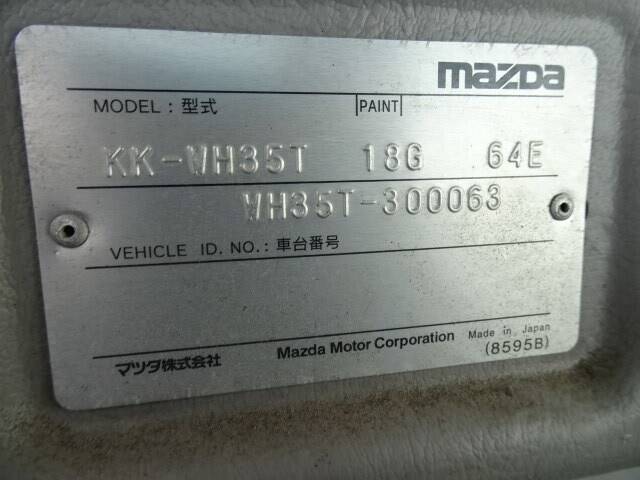 mazda
MODEL : 型式 PAINT
KK-WH35T 18G 64E
WH35T-300063
VEHICLE ID. NO. : 車台番号
マツダ株式会社 Mazda Motor Corporation Made in Japan
(8595B)